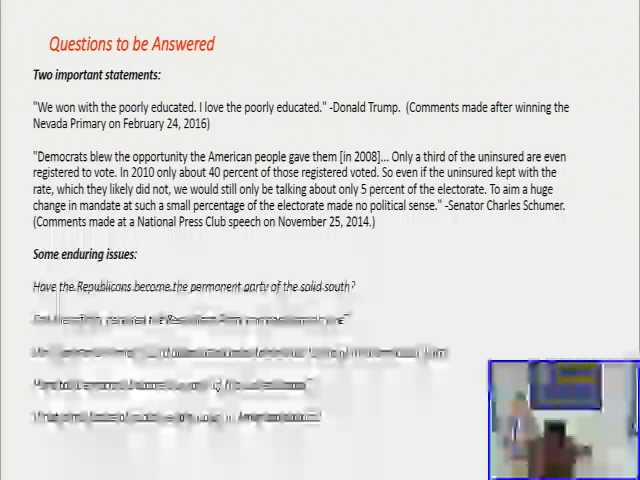 Questions to be Answered
Two important statements:
"We won with the poorly educated. I love the poorly educated." -Donald Trump. (Comments made after winning the
Nevada Primary on February 24, 2016)
"Democrats blew the opportunity the American people gave them [in 2008]... Only a third of the uninsured are even
registered to vote. In 2010 only about 40 percent of those registered voted. So even if the uninsured kept with the
rate, which they likely did not, we would still only be talking about only 5 percent of the electorate. To aim a huge
change in mandate at such a small percentage of the electorate made no political sense." -Senator Charles Schumer.
(Comments made at a National Press Club speech on November 25, 2014.)
Some enduring issues:
Have the Republicans become the permanent party of the solid south?